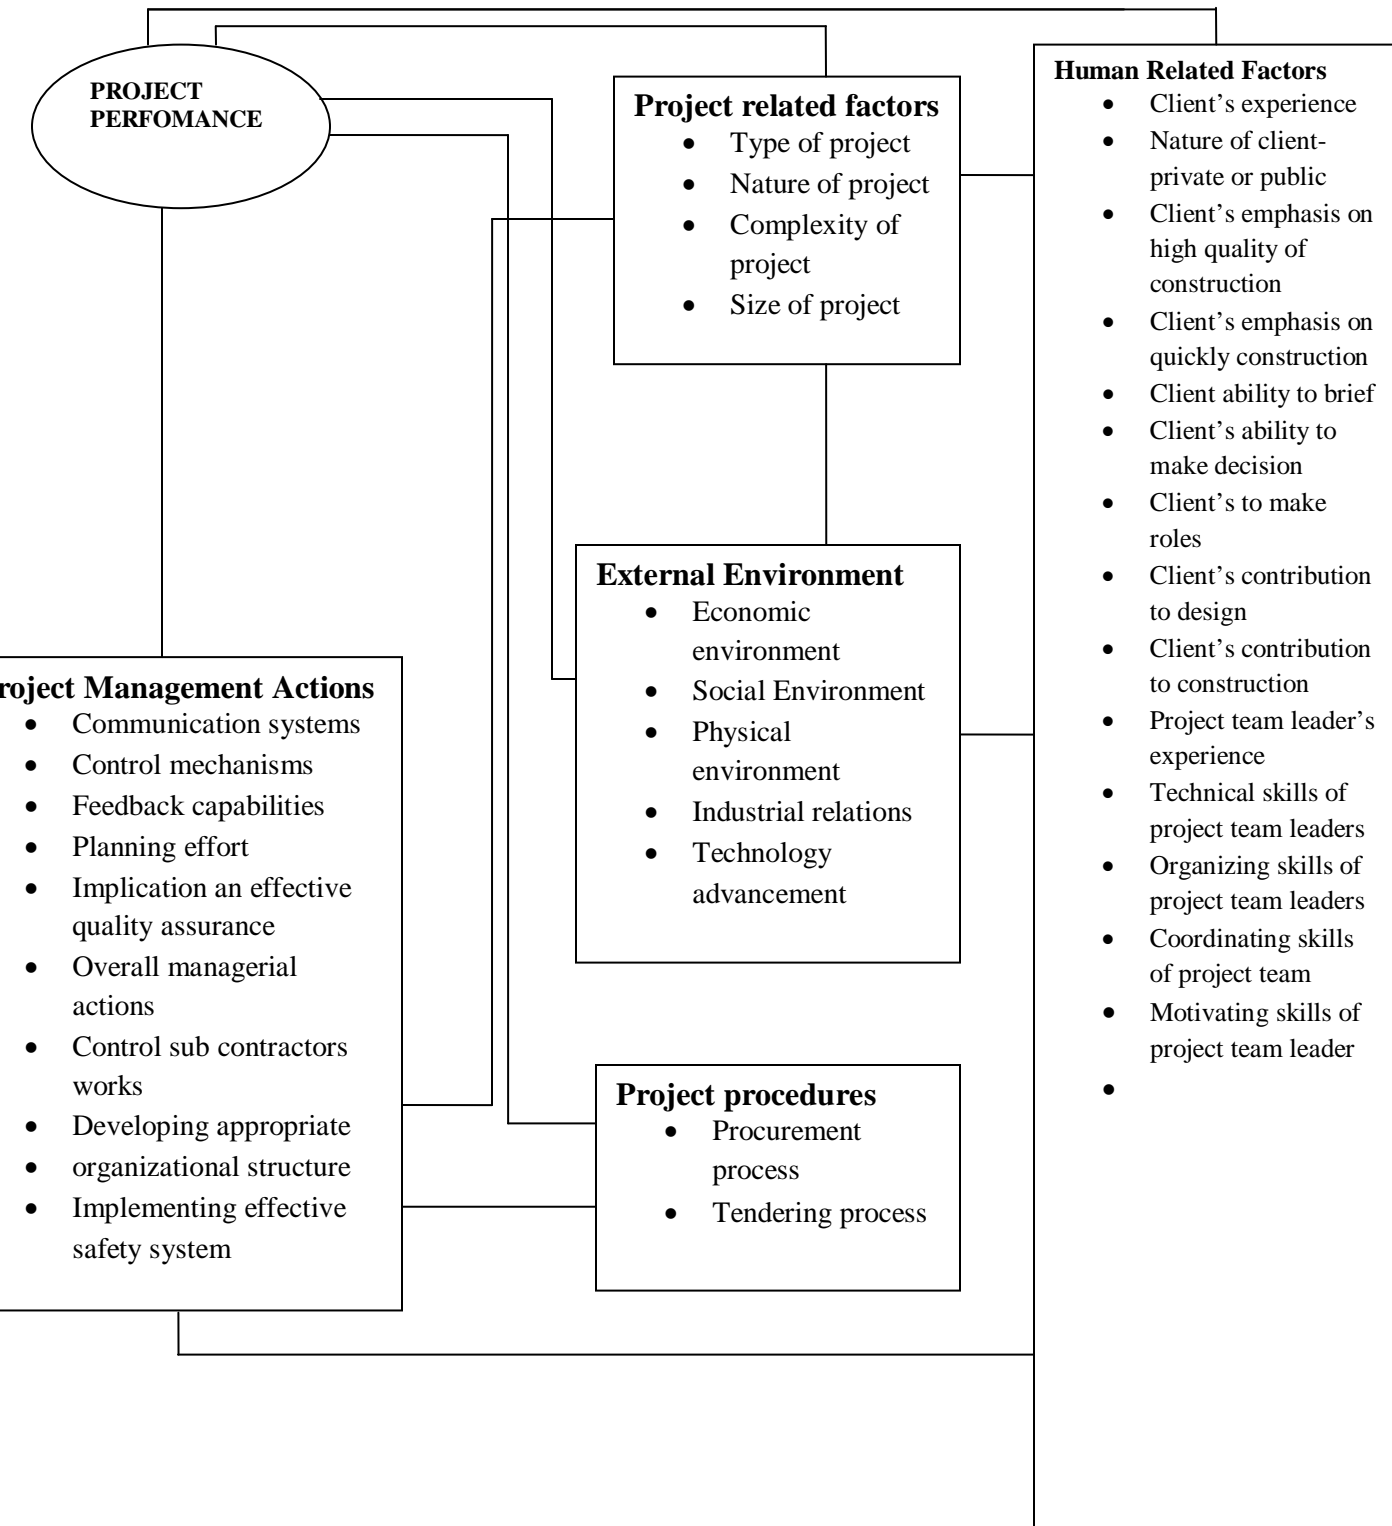 PROJECT
PERFOMANCE
Project related factors
• Type of project
• Nature of project
• Complexity of
project
• Size of project
Human Related Factors
• Client’s experience
• Nature of client-
private or public
• Client’s emphasis on
high quality of
construction
• Client’s emphasis on
quickly construction
• Client ability to brief
• Client’s ability to
make decision
• Client’s to make
roles
• Client’s contribution
to design
• Client’s contribution
to construction
• Project team leader’s
experience
• Technical skills of
project team leaders
• Organizing skills of
project team leaders
• Coordinating skills
of project team
• Motivating skills of
project team leader
•
External Environment
• Economic
environment
• Social Environment
• Physical
environment
• Industrial relations
• Technology
advancement
roject Management Actions
• Communication systems
• Control mechanisms
• Feedback capabilities
• Planning effort
• Implication an effective
quality assurance
• Overall managerial
actions
• Control sub contractors
works
• Developing appropriate
• organizational structure
• Implementing effective
safety system
Project procedures
• Procurement
process
• Tendering process